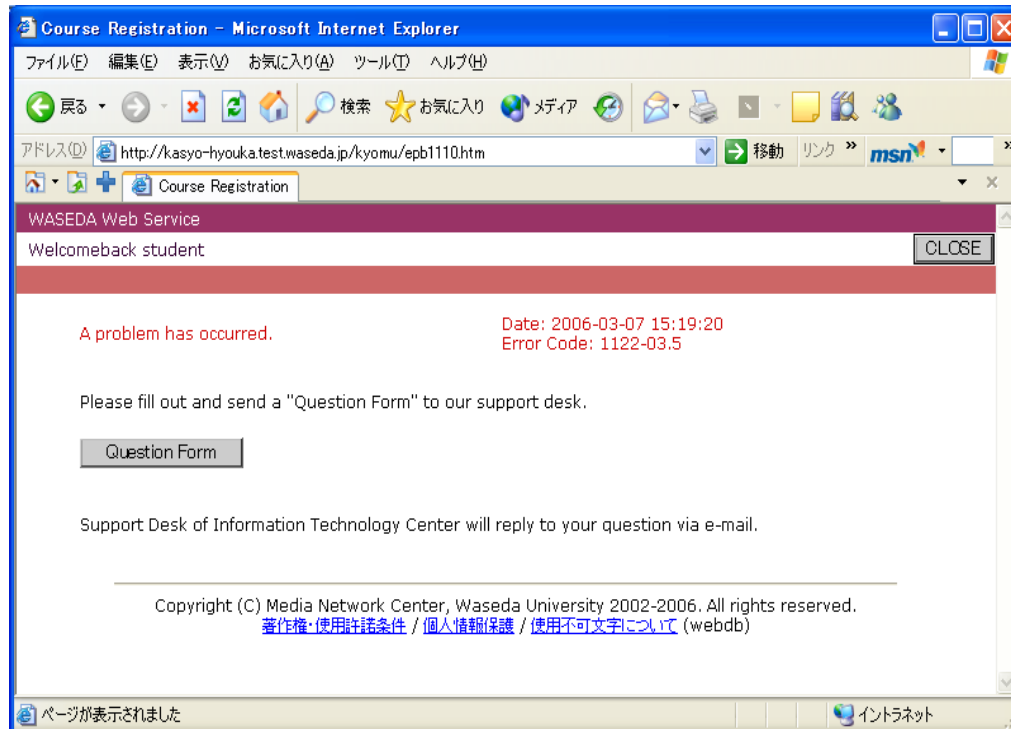 Course Registration - Microsoft Internet Explorer
ファイル(F) 編集(E) 表示(V) お気に入り(A) ツール(T) ヘルプ(H)
戻る 検索 お気に入り メディア
アドレス(D) http://kasyo-hyouka.test.waseda.jp/kyomu/epb1110.htm 移動 リンク » msn »
Course Registration
WASEDA Web Service
Welcomeback student CLOSE
A problem has occurred. Date: 2006-03-07 15:19:20
Error Code: 1122-03.5
Please fill out and send a "Question Form" to our support desk.
Question Form
Support Desk of Information Technology Center will reply to your question via e-mail.
Copyright (C) Media Network Center, Waseda University 2002-2006. All rights reserved.
著作権・使用許諾条件 / 個人情報保護 / 使用不可文字について (webdb)
ページが表示されました イントラネット